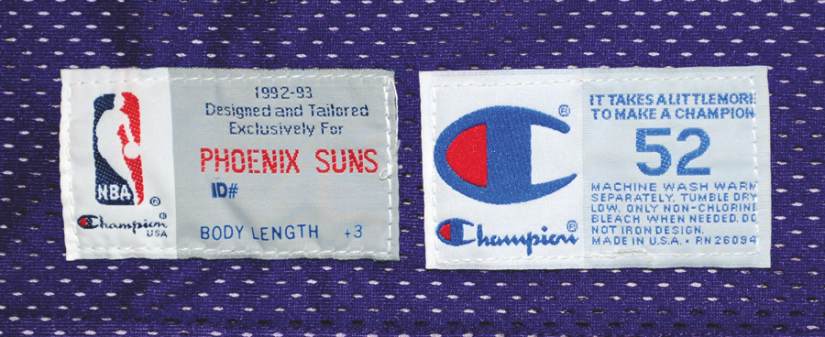 1992-93
Designed and Tailored
Exclusively For
PHOENIX SUNS
ID#
BODY LENGTH +3
NBA
®
Champion
®
USA
®
Champion
®
IT TAKES A LITTLE MORE
TO MAKE A CHAMPION
52
MACHINE WASH WARM
SEPARATELY, TUMBLE DRY
LOW. ONLY NON-CHLORINE
BLEACH WHEN NEEDED. DO
NOT IRON DESIGN.
MADE IN U.S.A. • RN26094